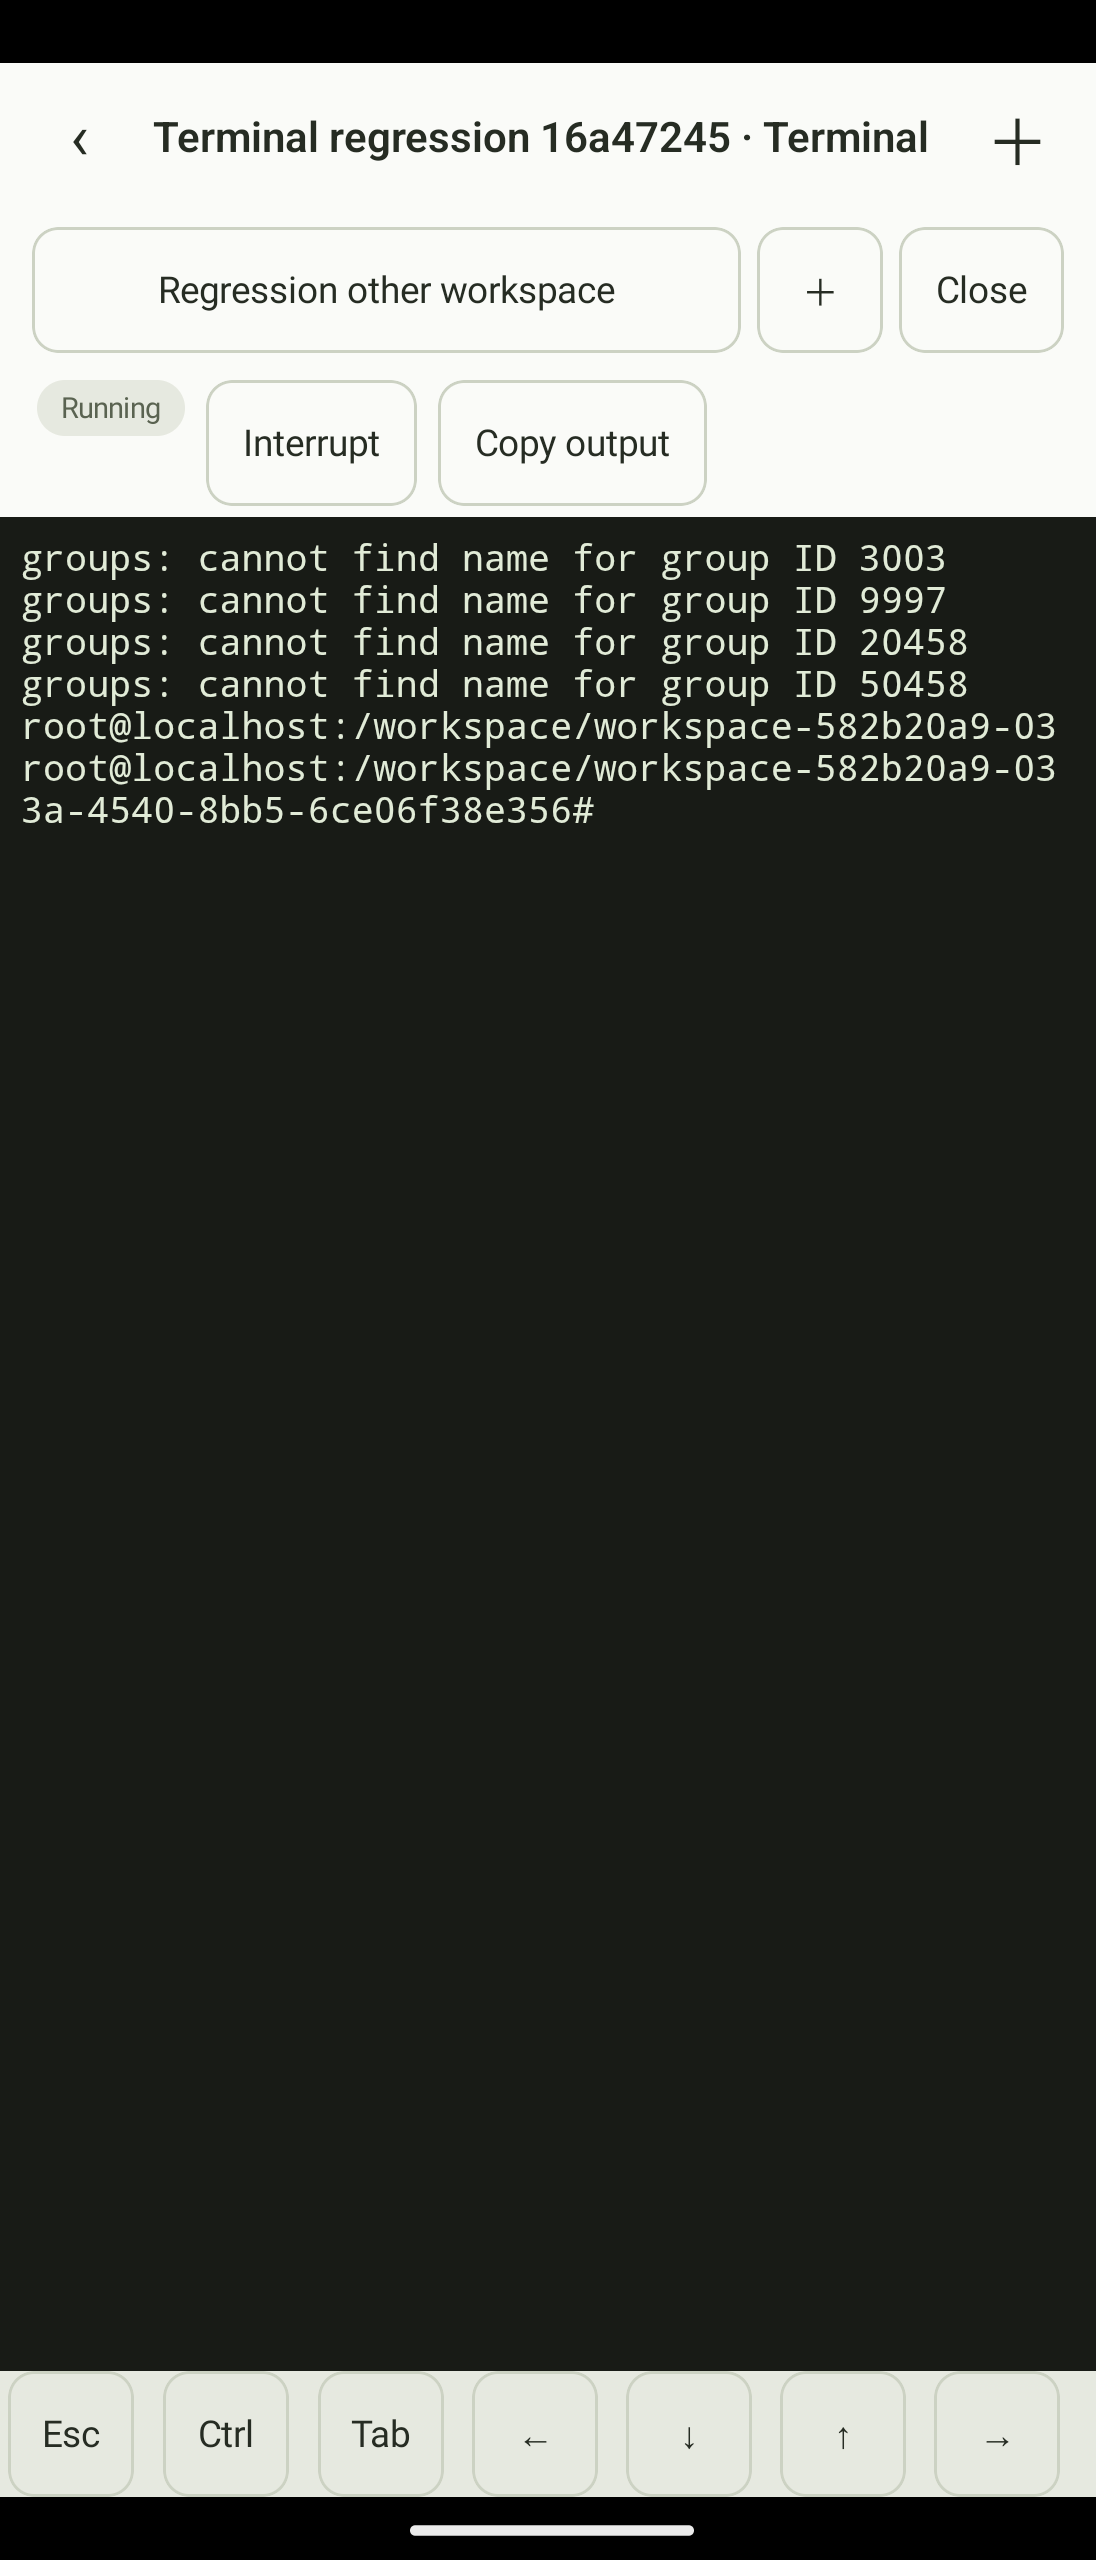 ‹ Terminal regression 16a47245 · Terminal +
Regression other workspace + Close
Running Interrupt Copy output
groups: cannot find name for group ID 3003
groups: cannot find name for group ID 9997
groups: cannot find name for group ID 20458
groups: cannot find name for group ID 50458
root@localhost:/workspace/workspace-582b20a9-03
root@localhost:/workspace/workspace-582b20a9-03
3a-4540-8bb5-6ce06f38e356#
Esc Ctrl Tab ← ↓ ↑ →